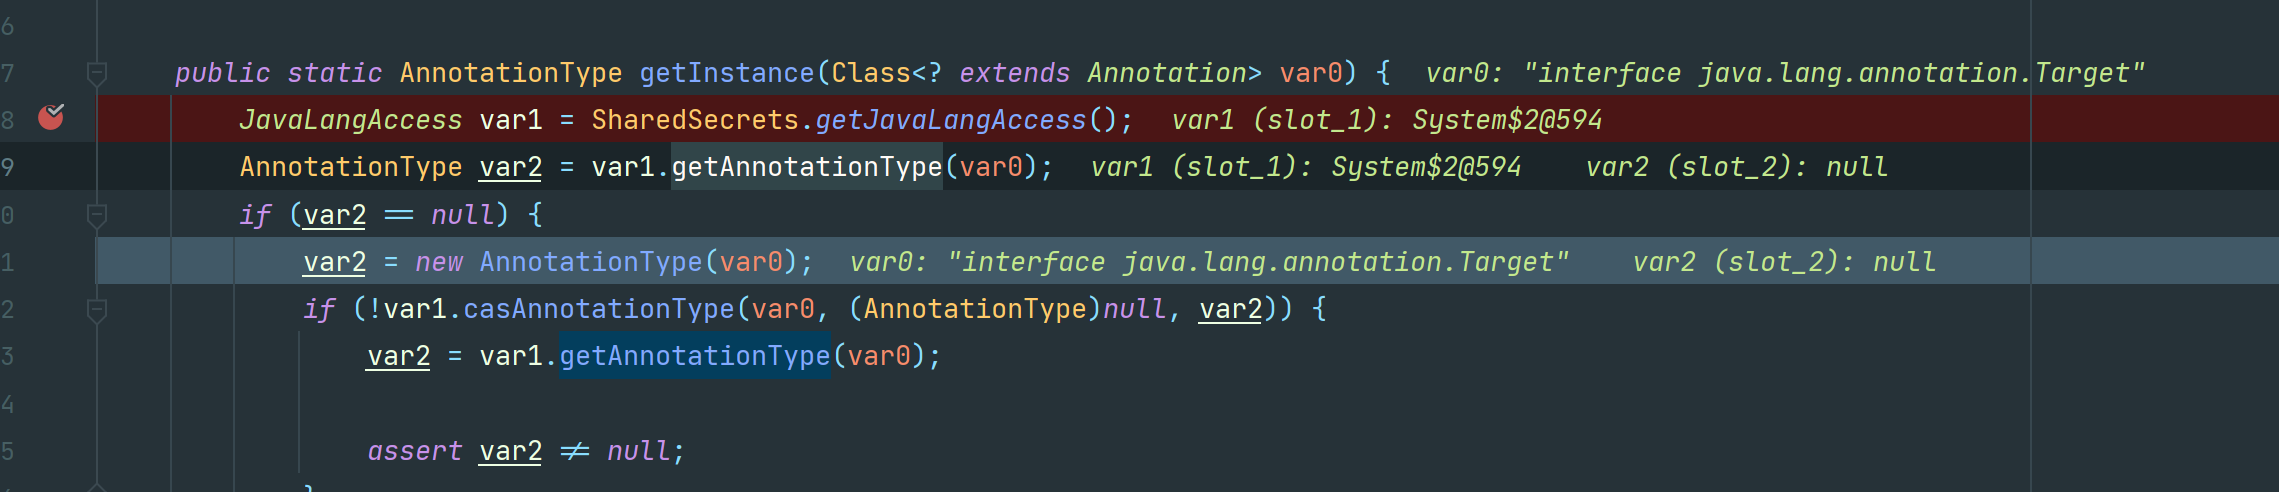 6
7 public static AnnotationType getInstance(Class<? extends Annotation> var0) { var0: "interface java.lang.annotation.Target"
8 JavaLangAccess var1 = SharedSecrets.getJavaLangAccess(); var1 (slot_1): System$2@594
9 AnnotationType var2 = var1.getAnnotationType(var0); var1 (slot_1): System$2@594 var2 (slot_2): null
0 if (var2 == null) {
1 var2 = new AnnotationType(var0); var0: "interface java.lang.annotation.Target" var2 (slot_2): null
2 if (!var1.casAnnotationType(var0, (AnnotationType)null, var2)) {
3 var2 = var1.getAnnotationType(var0);
4
5 assert var2 != null;
}